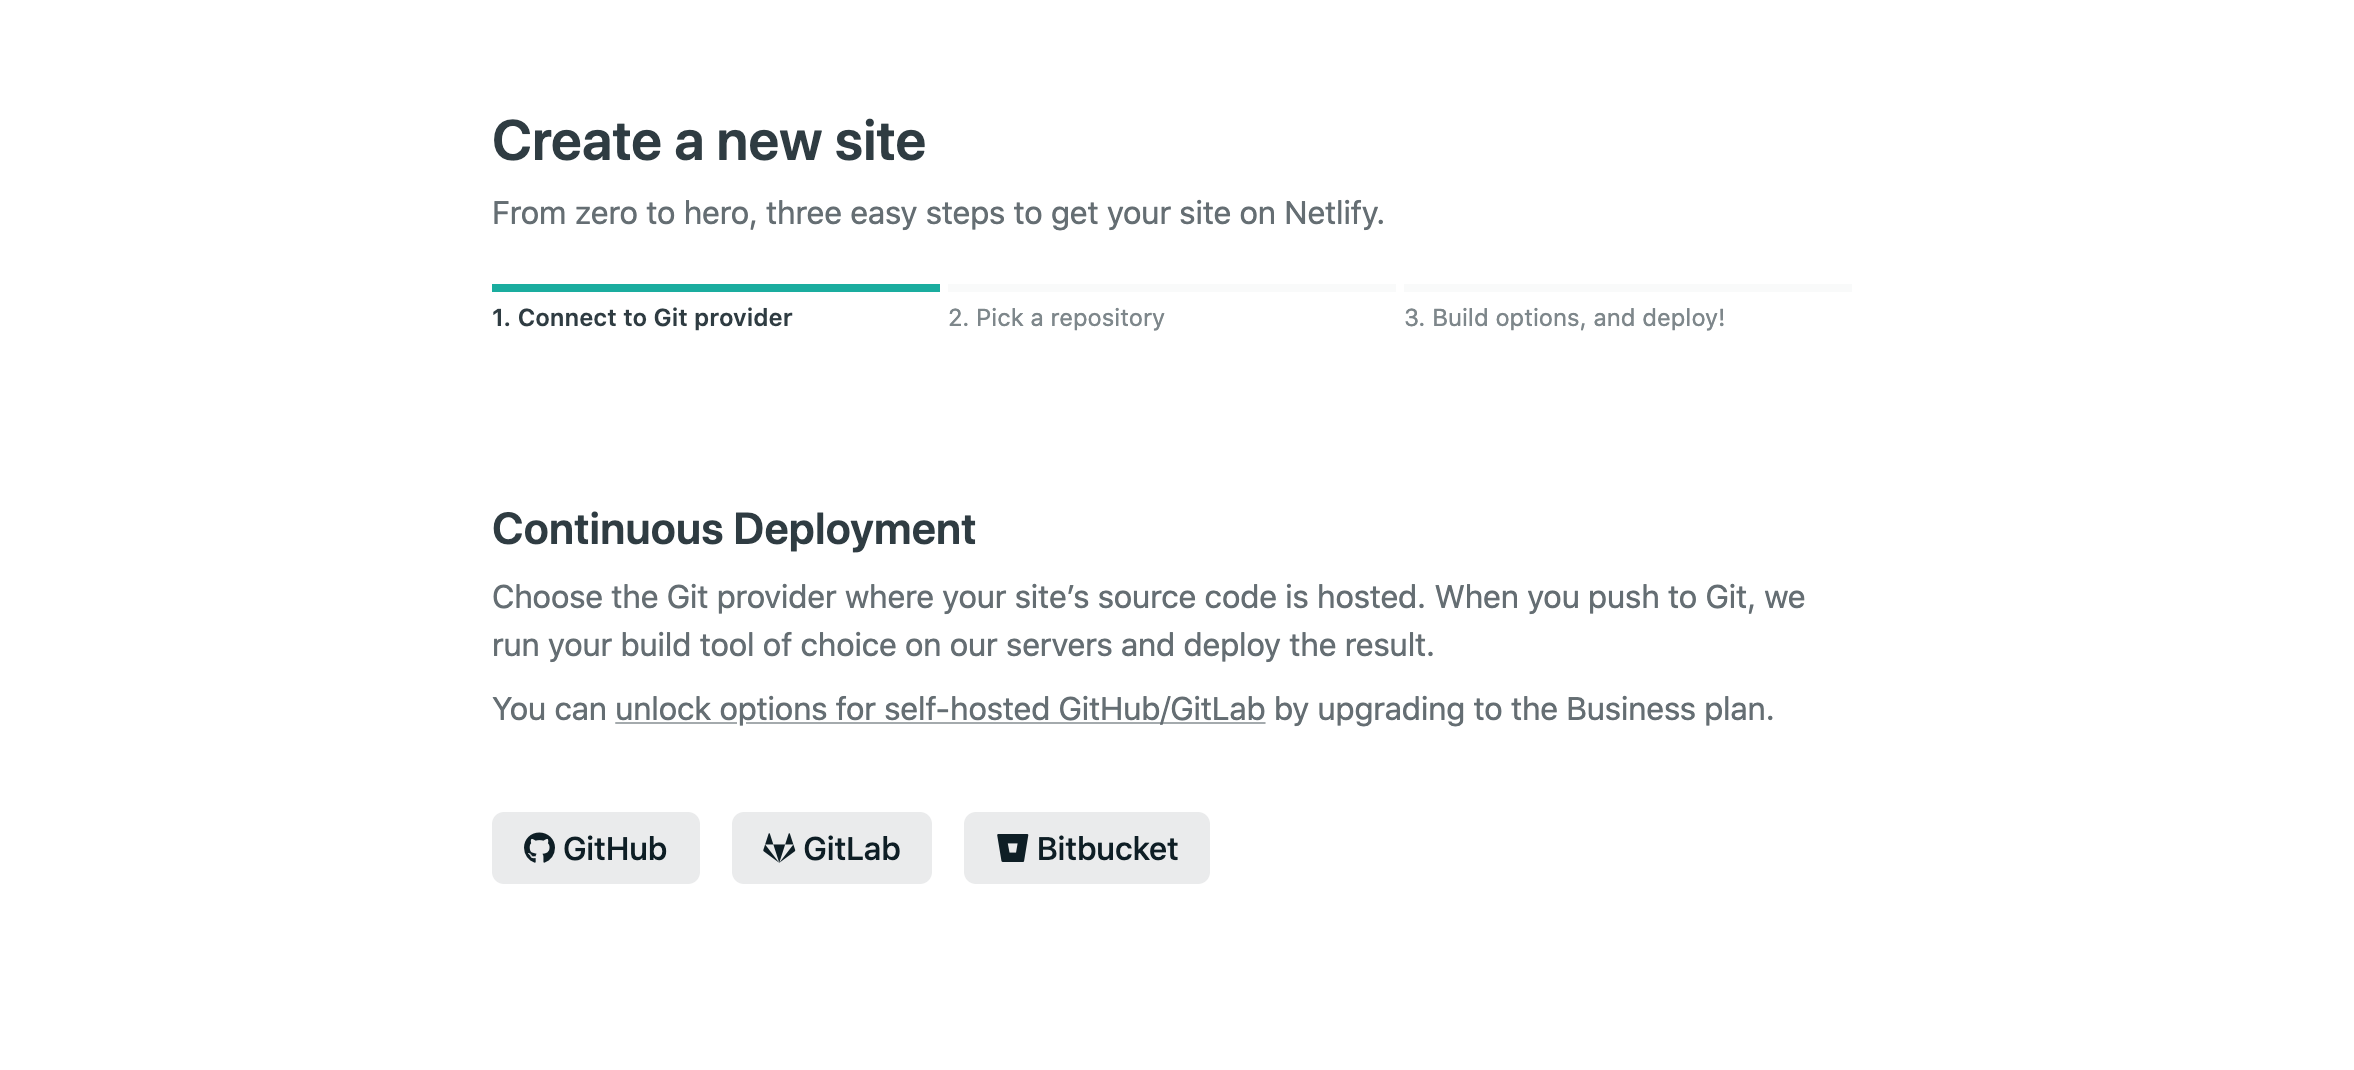 Create a new site
From zero to hero, three easy steps to get your site on Netlify.
1. Connect to Git provider
2. Pick a repository
3. Build options, and deploy!
Continuous Deployment
Choose the Git provider where your site’s source code is hosted. When you push to Git, we
run your build tool of choice on our servers and deploy the result.
You can unlock options for self-hosted GitHub/GitLab by upgrading to the Business plan.
GitHub
GitLab
Bitbucket